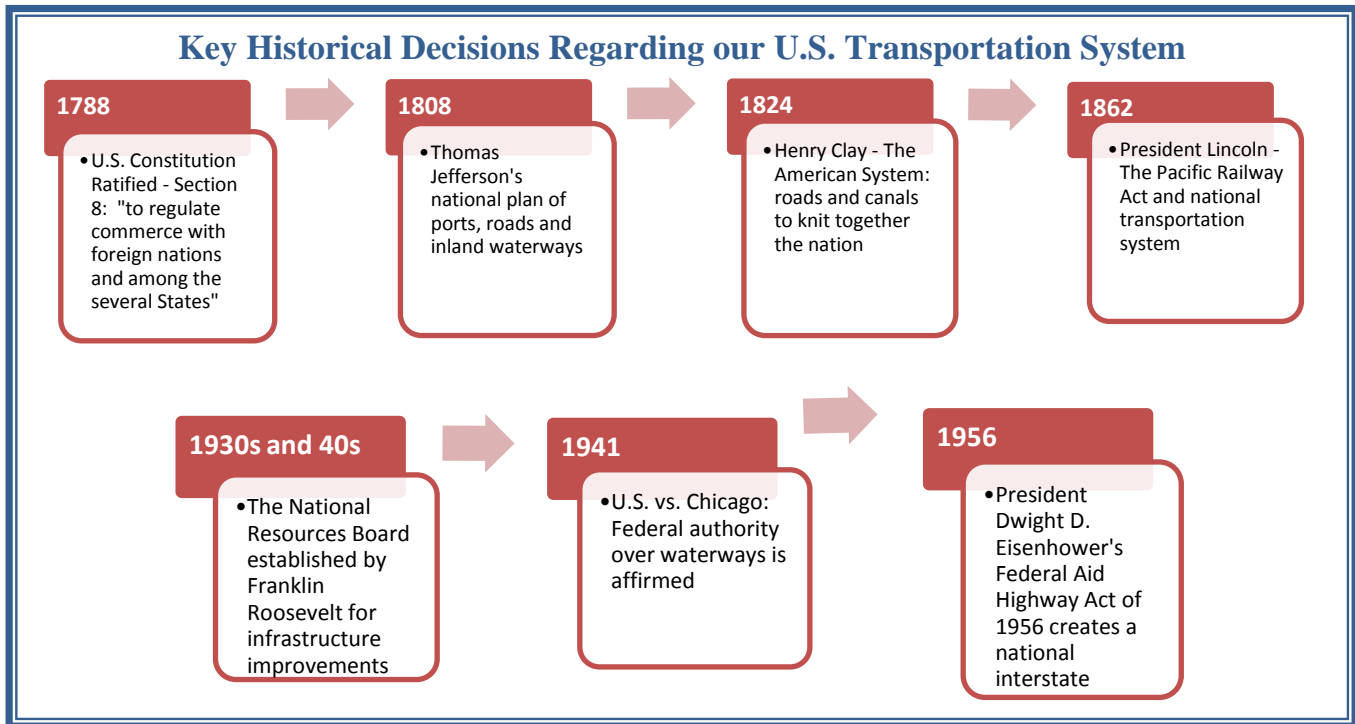 Key Historical Decisions Regarding our U.S. Transportation System
1788
•U.S. Constitution
Ratified - Section
8:  "to regulate
commerce with
foreign nations
and among the
several States"
1808
•Thomas
Jefferson's
national plan of
ports, roads and
inland waterways
1824
•Henry Clay - The
American System:
roads and canals
to knit together
the nation
1862
•President Lincoln -
The Pacific Railway
Act and national
transportation
system
1930s and 40s
•The National
Resources Board
established by
Franklin
Roosevelt for
infrastructure
improvements
1941
•U.S. vs. Chicago:
Federal authority
over waterways is
affirmed
1956
•President
Dwight D.
Eisenhower's
Federal Aid
Highway Act of
1956 creates a
national
interstate